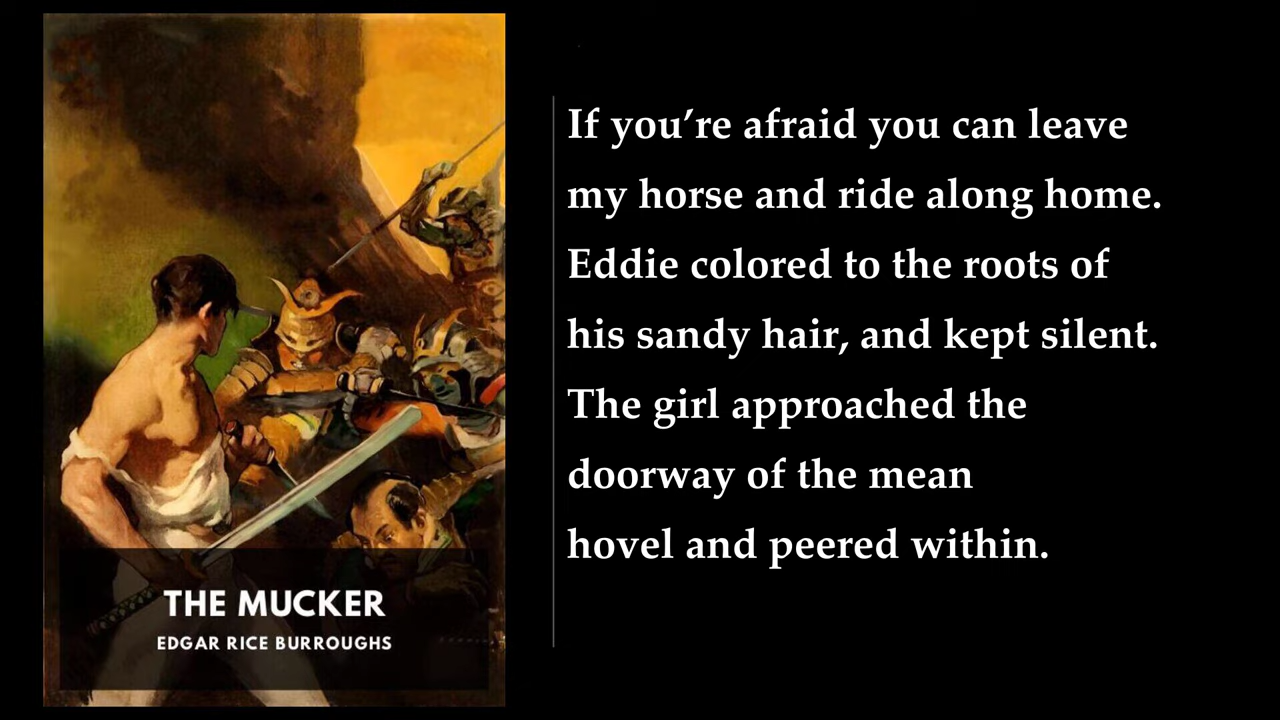 THE MUCKER
EDGAR RICE BURROUGHS
If you’re afraid you can leave
my horse and ride along home.
Eddie colored to the roots of
his sandy hair, and kept silent.
The girl approached the
doorway of the mean
hovel and peered within.